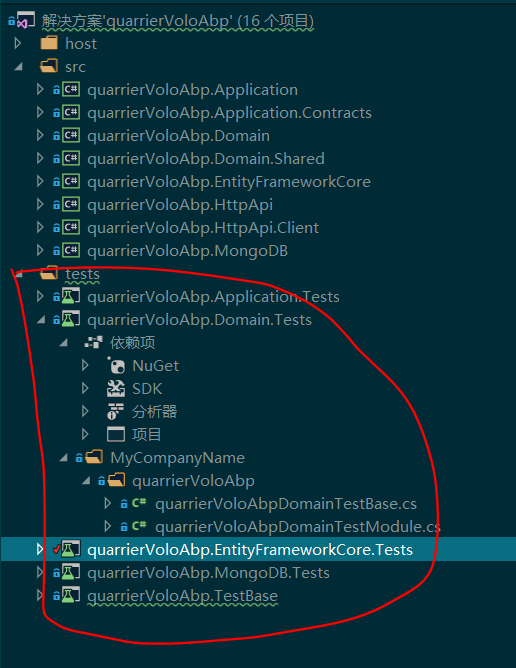 解决方案'quarrierVoloAbp' (16 个项目)
host
src
C# quarrierVoloAbp.Application
C# quarrierVoloAbp.Application.Contracts
C# quarrierVoloAbp.Domain
C# quarrierVoloAbp.Domain.Shared
C# quarrierVoloAbp.EntityFrameworkCore
C# quarrierVoloAbp.HttpApi
C# quarrierVoloAbp.HttpApi.Client
C# quarrierVoloAbp.MongoDB
tests
quarrierVoloAbp.Application.Tests
quarrierVoloAbp.Domain.Tests
依赖项
NuGet
SDK
分析器
项目
MyCompanyName
quarrierVoloAbp
C# quarrierVoloAbpDomainTestBase.cs
C# quarrierVoloAbpDomainTestModule.cs
quarrierVoloAbp.EntityFrameworkCore.Tests
quarrierVoloAbp.MongoDB.Tests
quarrierVoloAbp.TestBase